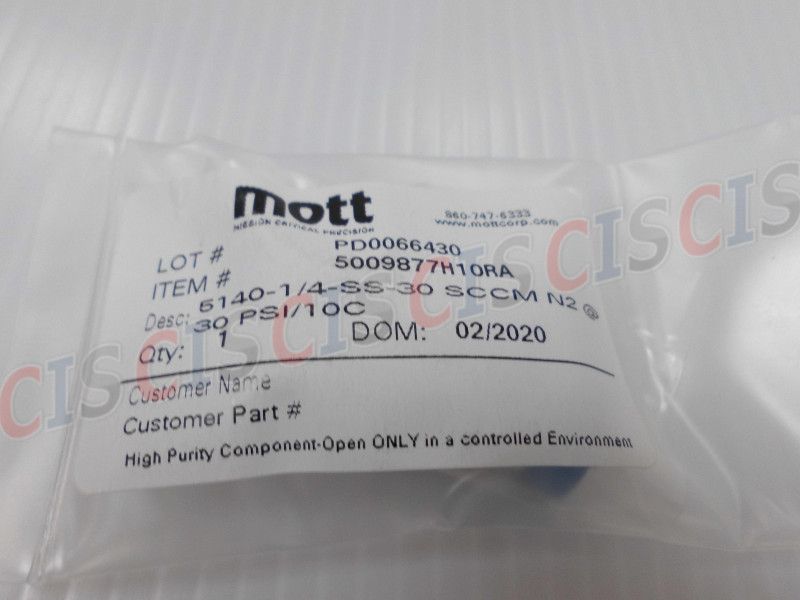 mott
MISSION CRITICAL PRECISION
860-747-6333
www.mottcorp.com
LOT # PD0066430
ITEM # 5009877H10RA
Desc: 5140-1/4-SS-30 SCCM N2 @
30 PSI/10C
Qty: 1 DOM: 02/2020
Customer Name
Customer Part #
High Purity Component-Open ONLY in a controlled Environment
CISCISCISCISCISCIS